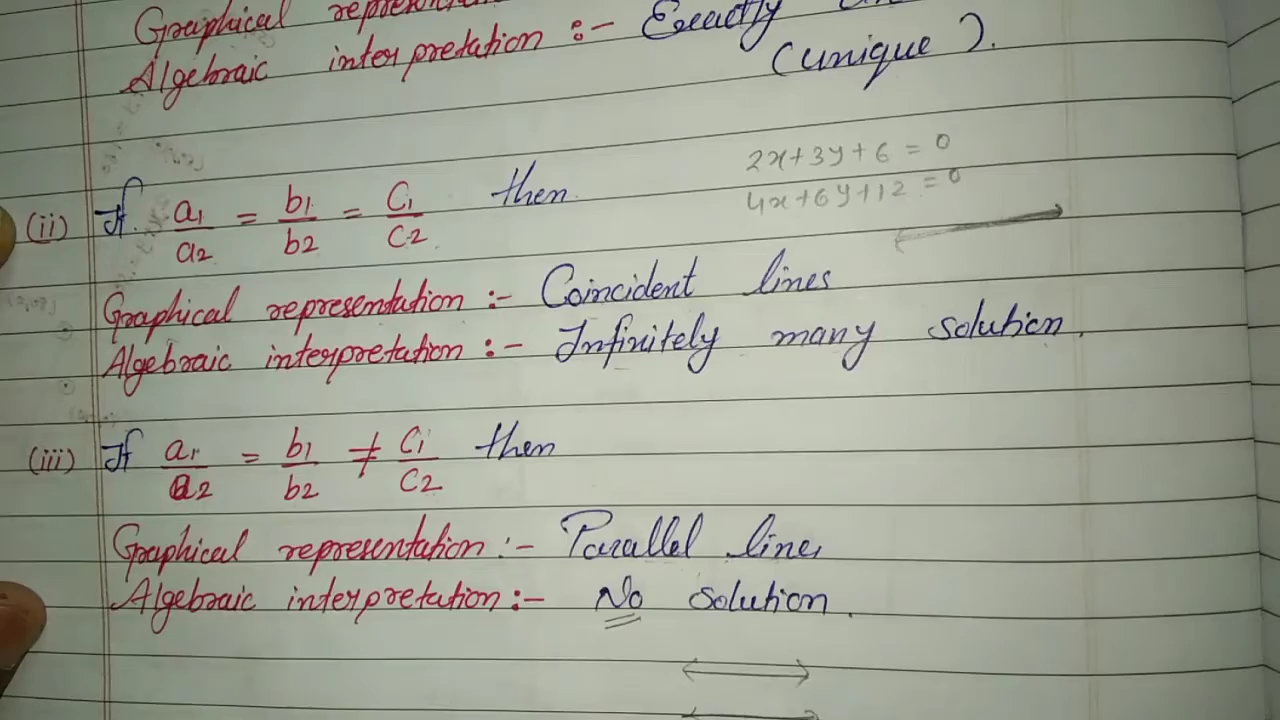 Graphical
Algebraic interpretation :- Exactly
(unique).
2x+3y+6 = 0
4x+6y+12 = 0
(ii) If a1/a2 = b1/b2 = C1/C2 then
Graphical representation :- Coincident lines
Algebraic interpretation :- Infinitely many solution.
(iii) If a1/a2 = b1/b2 ≠ C1/C2 then
Graphical representation :- Parallel lines
Algebraic interpretation :- No solution.